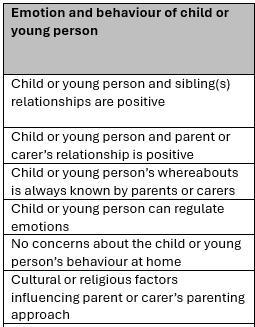 Emotion and behaviour of child or
young person
Child or young person and sibling(s)
relationships are positive
Child or young person and parent or
carer’s relationship is positive
Child or young person’s whereabouts
is always known by parents or carers
Child or young person can regulate
emotions
No concerns about the child or young
person’s behaviour at home
Cultural or religious factors
influencing parent or carer’s parenting
approach